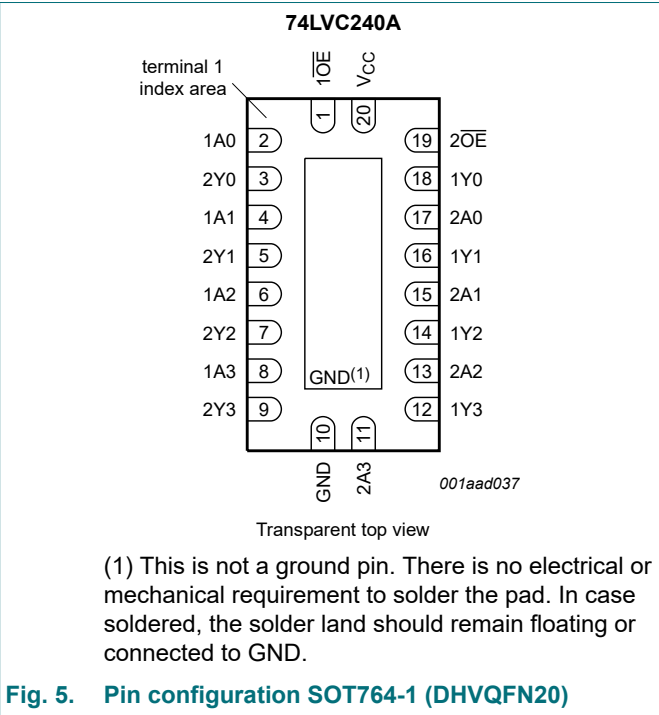 74LVC240A
terminal 1
index area
1O̅E̅
VCC
1
20
1A0 2
19 2O̅E̅
2Y0 3
18 1Y0
1A1 4
17 2A0
2Y1 5
16 1Y1
1A2 6
15 2A1
2Y2 7
14 1Y2
1A3 8
13 2A2
GND(1)
2Y3 9
12 1Y3
10
11
GND
2A3
001aad037
Transparent top view
(1) This is not a ground pin. There is no electrical or
mechanical requirement to solder the pad. In case
soldered, the solder land should remain floating or
connected to GND.
Fig. 5. Pin configuration SOT764-1 (DHVQFN20)